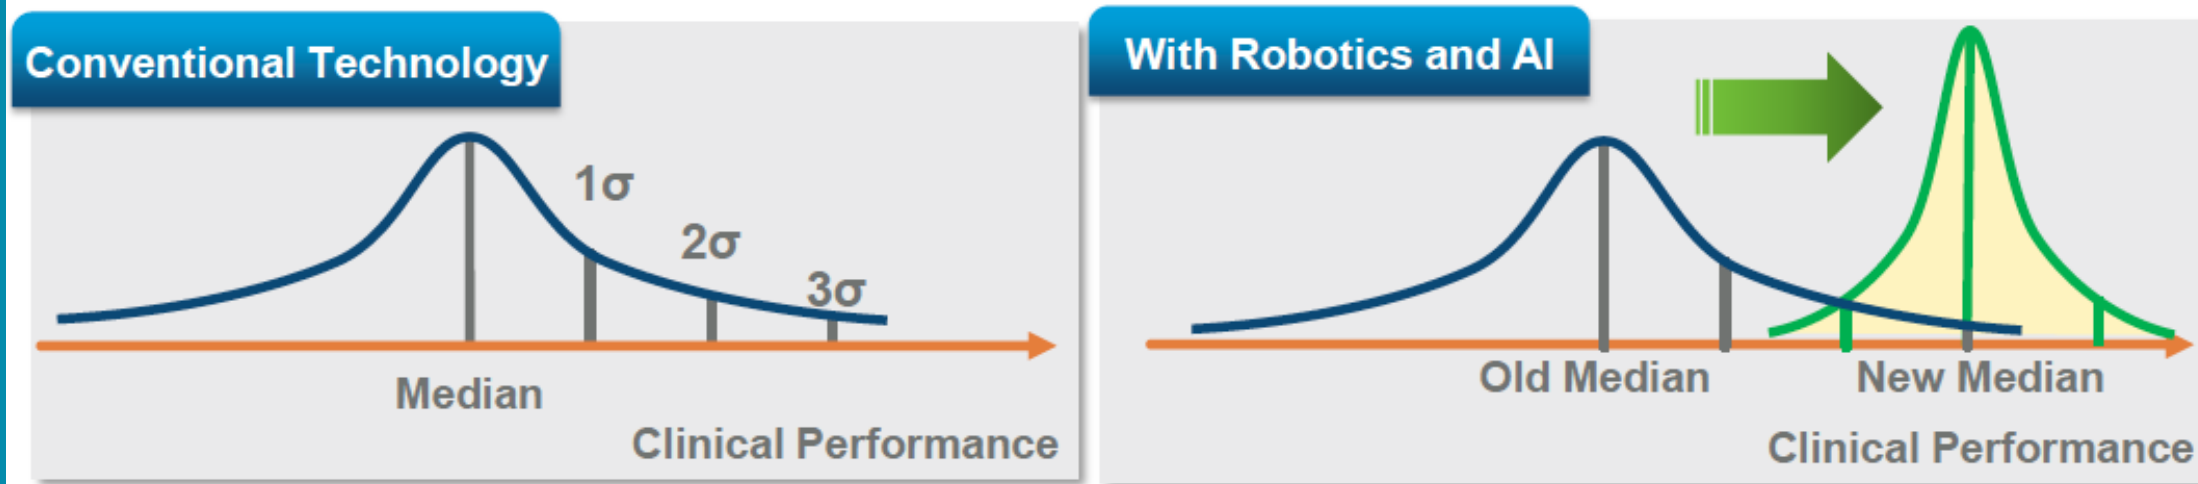 Conventional Technology
1σ
2σ
3σ
Median
Clinical Performance
With Robotics and AI
Old Median
New Median
Clinical Performance